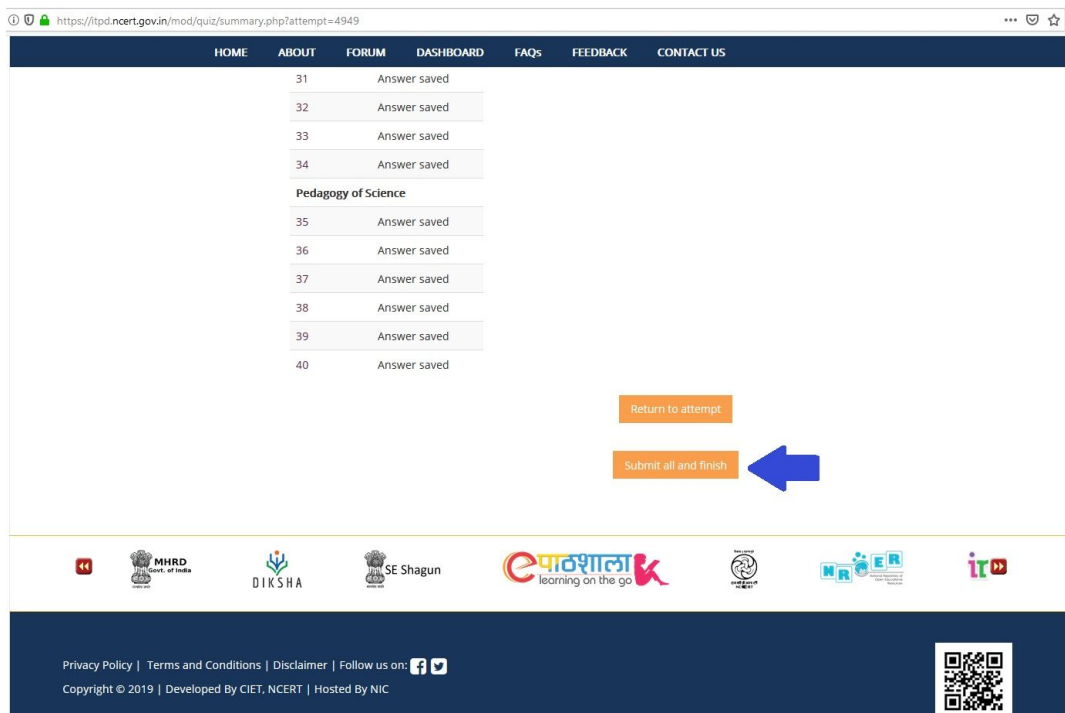 https://itpd.ncert.gov.in/mod/quiz/summary.php?attempt=4949
HOME ABOUT FORUM DASHBOARD FAQs FEEDBACK CONTACT US
31 Answer saved
32 Answer saved
33 Answer saved
34 Answer saved
Pedagogy of Science
35 Answer saved
36 Answer saved
37 Answer saved
38 Answer saved
39 Answer saved
40 Answer saved
Return to attempt
Submit all and finish
MHRD
Govt. of India
DIKSHA
SE Shagun
eपाठशाला
learning on the go
NCERT
NROER
Privacy Policy | Terms and Conditions | Disclaimer | Follow us on:
Copyright © 2019 | Developed By CIET, NCERT | Hosted By NIC